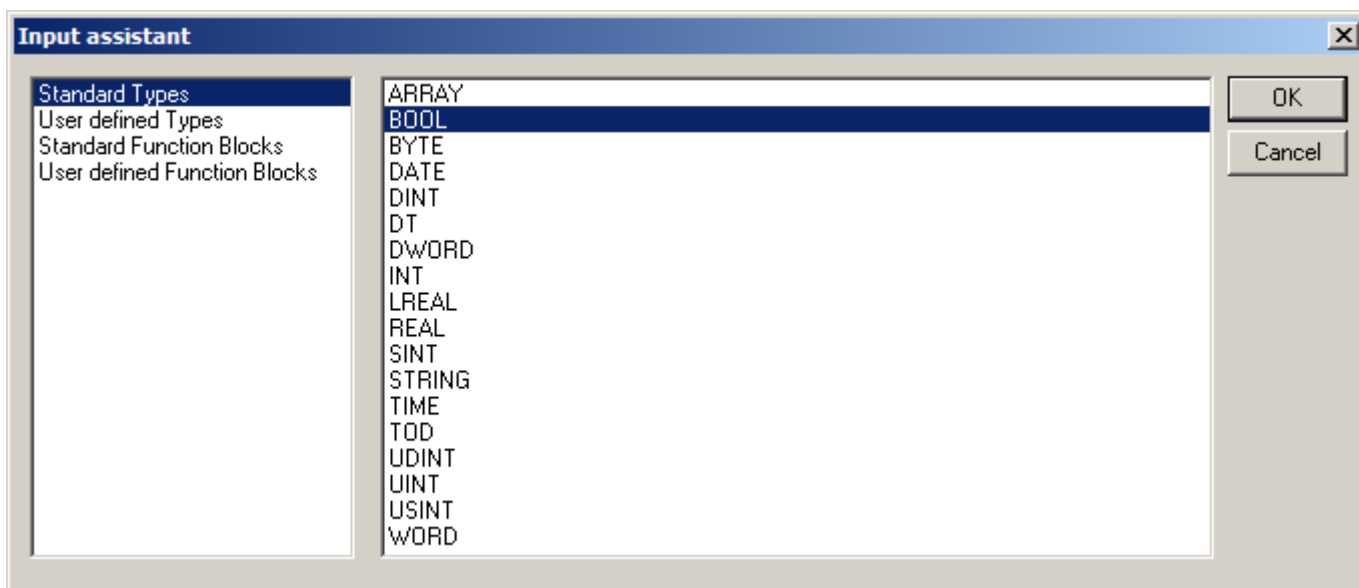 Input assistant
Standard Types
User defined Types
Standard Function Blocks
User defined Function Blocks
ARRAY
BOOL
BYTE
DATE
DINT
DT
DWORD
INT
LREAL
REAL
SINT
STRING
TIME
TOD
UDINT
UINT
USINT
WORD
OK
Cancel